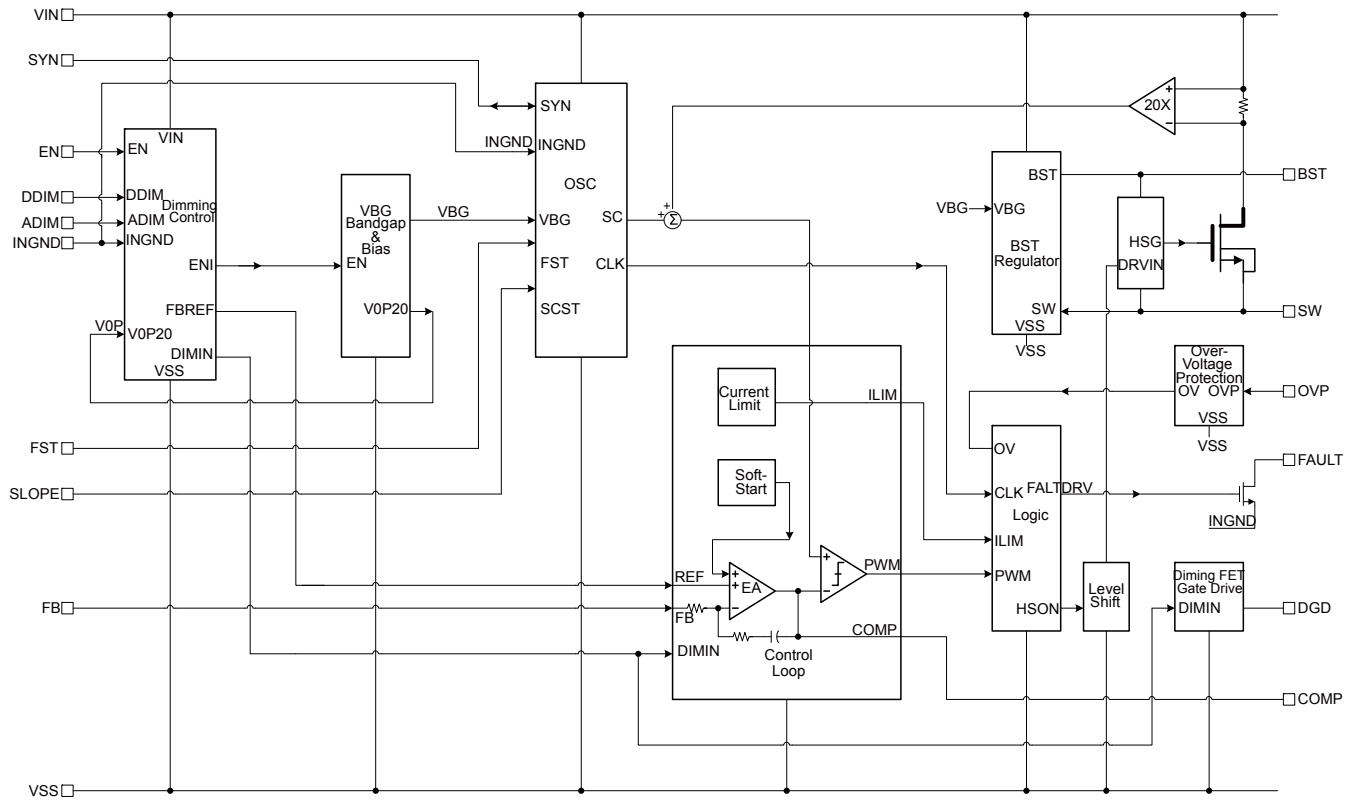 VIN
SYN
EN
DDIM
ADIM
INGND
FST
SLOPE
FB
VSS
VIN
EN
DDIM
Dimming
Control
ADIM
INGND
ENI
FBREF
V0P
V0P20
DIMIN
VSS
VBG
Bandgap
&
Bias
EN
V0P20
VBG
SYN
INGND
INGND
OSC
VBG
SC
FST
CLK
SCST
+
+
Σ
20X
+
−
BST
VBG
VBG
BST
Regulator
SW
VSS
VSS
HSG
DRVIN
BST
SW
Over-
Voltage
Protection
OV OVP
VSS
VSS
OVP
FAULT
INGND
Current
Limit
ILIM
Soft-
Start
REF
+
+
EA
−
FB
+
−
PWM
COMP
Control
Loop
DIMIN
OV
CLK
FALTDRV
Logic
ILIM
PWM
HSON
Level
Shift
Diming FET
Gate Drive
DIMIN
DGD
COMP